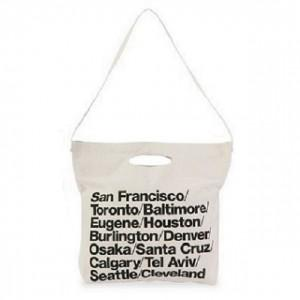 San Francisco/
Toronto/Baltimore/
Eugene/Houston/
Burlington/Denver/
Osaka/Santa Cruz/
Calgary/Tel Aviv/
Seattle/Cleveland